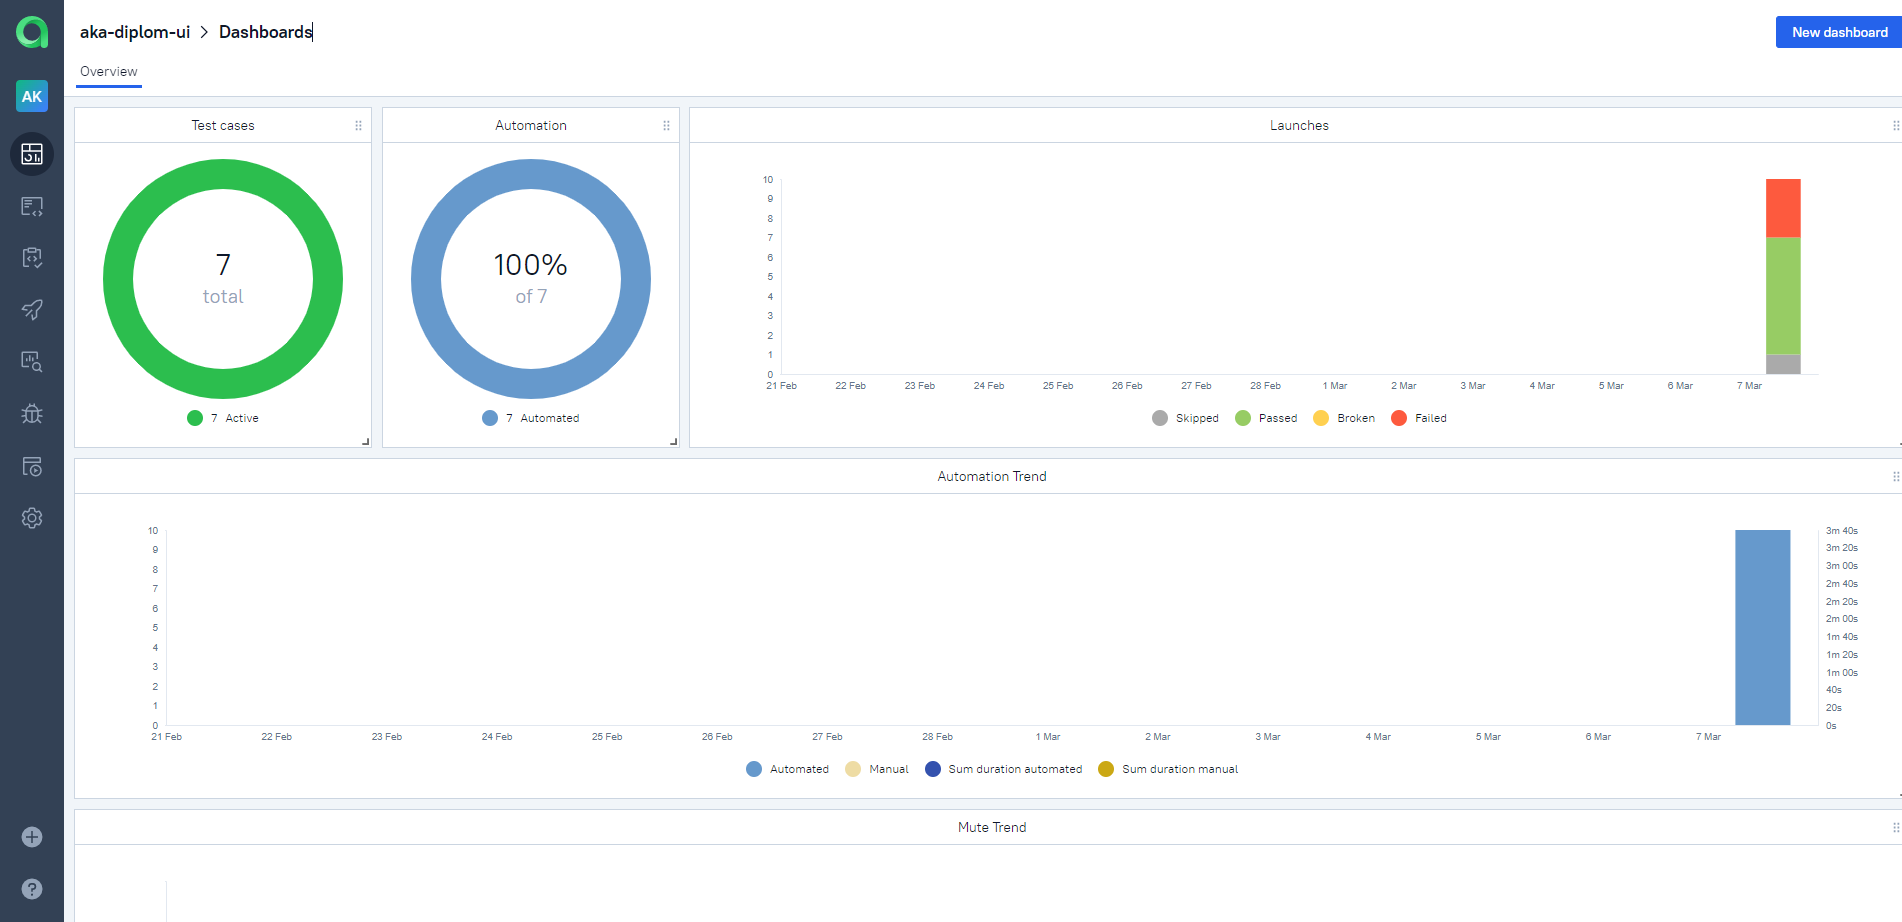 aka-diplom-ui > Dashboards
New dashboard
Overview
AK
Test cases
7
total
7 Active
Automation
100%
of 7
7 Automated
Launches
10
9
8
7
6
5
4
3
2
1
0
21 Feb 22 Feb 23 Feb 24 Feb 25 Feb 26 Feb 27 Feb 28 Feb 1 Mar 2 Mar 3 Mar 4 Mar 5 Mar 6 Mar 7 Mar
Skipped Passed Broken Failed
Automation Trend
10
9
8
7
6
5
4
3
2
1
0
3m 40s
3m 20s
3m 00s
2m 40s
2m 20s
2m 00s
1m 40s
1m 20s
1m 00s
40s
20s
0s
21 Feb 22 Feb 23 Feb 24 Feb 25 Feb 26 Feb 27 Feb 28 Feb 1 Mar 2 Mar 3 Mar 4 Mar 5 Mar 6 Mar 7 Mar
Automated Manual Sum duration automated Sum duration manual
Mute Trend